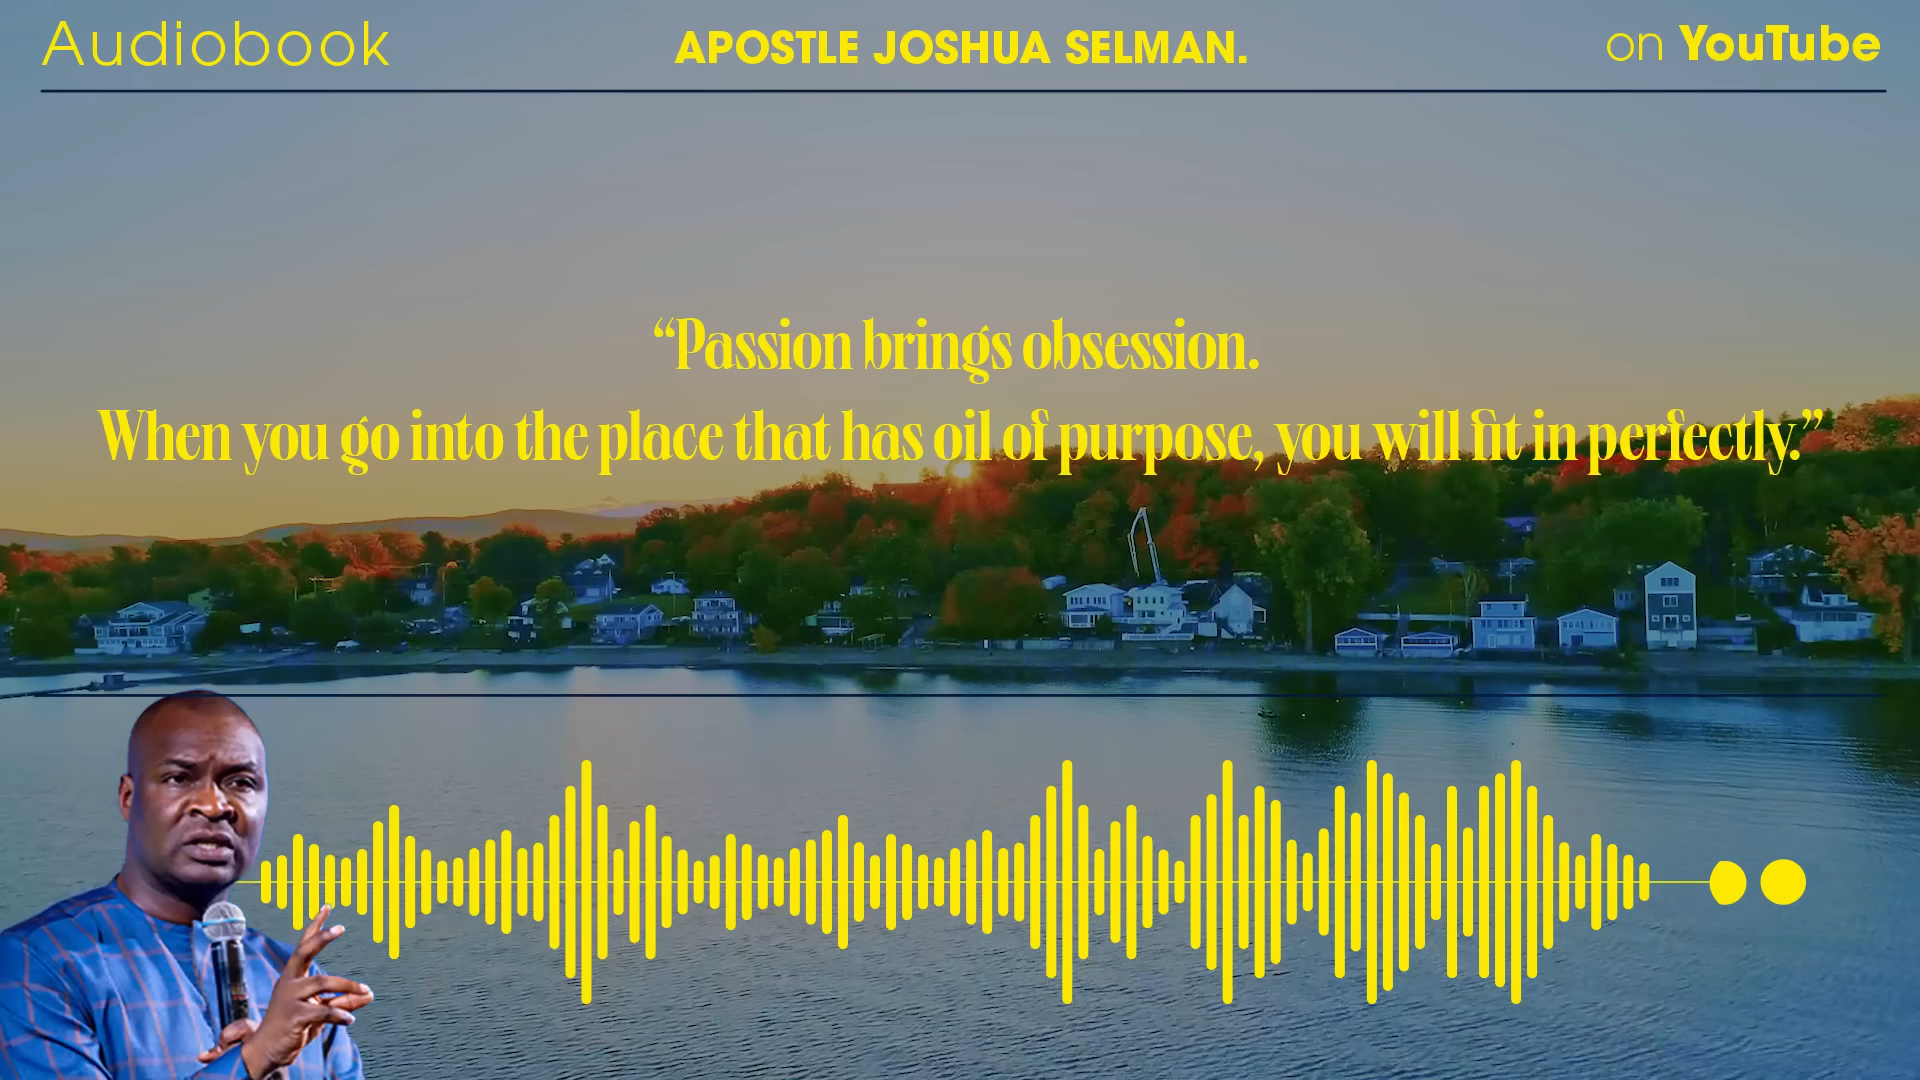 Audiobook
APOSTLE JOSHUA SELMAN.
on YouTube
“Passion brings obsession.
When you go into the place that has oil of purpose, you will fit in perfectly.”